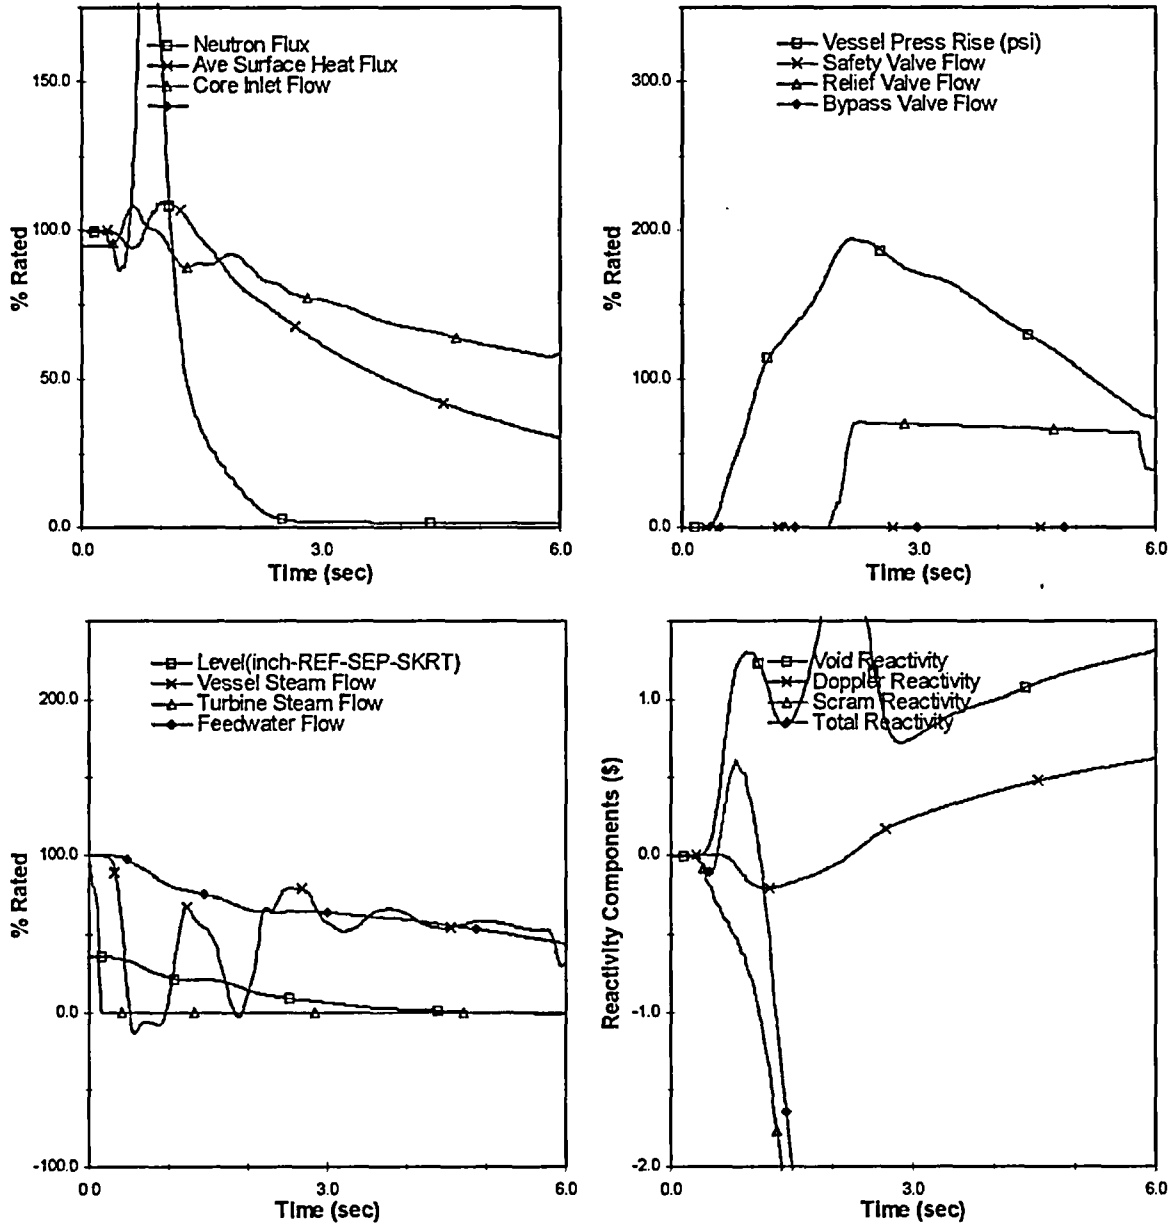 Neutron Flux
Ave Surface Heat Flux
Core Inlet Flow
150.0
100.0
50.0
0.0
% Rated
0.0 3.0 6.0
Time (sec)
Vessel Press Rise (psi)
Safety Valve Flow
Relief Valve Flow
Bypass Valve Flow
300.0
200.0
100.0
0.0
% Rated
0.0 3.0 6.0
Time (sec)
Level(inch-REF-SEP-SKRT)
Vessel Steam Flow
Turbine Steam Flow
Feedwater Flow
200.0
100.0
0.0
-100.0
% Rated
0.0 3.0 6.0
Time (sec)
Void Reactivity
Doppler Reactivity
Scram Reactivity
Total Reactivity
1.0
0.0
-1.0
-2.0
Reactivity Components ($)
0.0 3.0 6.0
Time (sec)